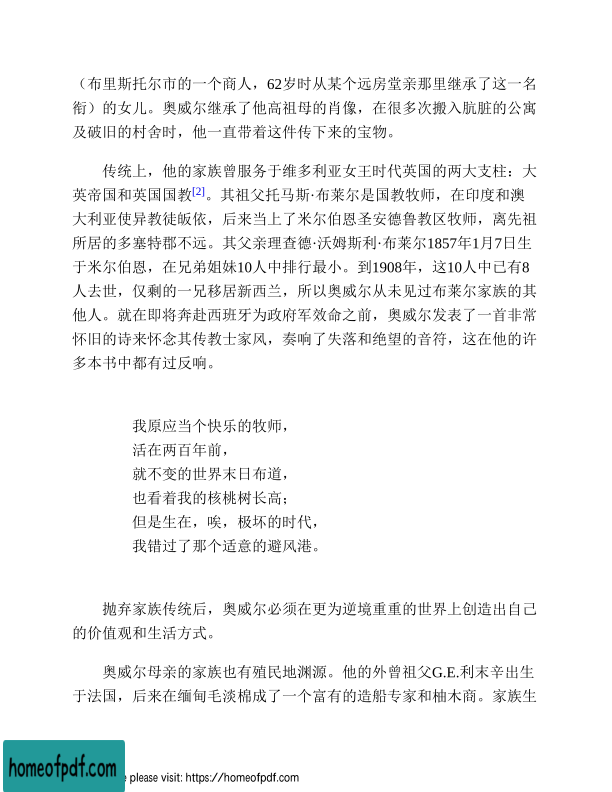 （布里斯托尔市的一个商人，62岁时从某个远房堂亲那里继承了这一名
衔）的女儿。奥威尔继承了他高祖母的肖像，在很多次搬入肮脏的公寓
及破旧的村舍时，他一直带着这件传下来的宝物。
传统上，他的家族曾服务于维多利亚女王时代英国的两大支柱：大
英帝国和英国国教[2]。其祖父托马斯·布莱尔是国教牧师，在印度和澳
大利亚使异教徒皈依，后来当上了米尔伯恩圣安德鲁教区牧师，离先祖
所居的多塞特郡不远。其父亲理查德·沃姆斯利·布莱尔1857年1月7日生
于米尔伯恩，在兄弟姐妹10人中排行最小。到1908年，这10人中已有8
人去世，仅剩的一兄移居新西兰，所以奥威尔从未见过布莱尔家族的其
他人。就在即将奔赴西班牙为政府军效命之前，奥威尔发表了一首非常
怀旧的诗来怀念其传教士家风，奏响了失落和绝望的音符，这在他的许
多本书中都有过反响。
我原应当个快乐的牧师，
活在两百年前，
就不变的世界末日布道，
也看着我的核桃树长高；
但是生在，唉，极坏的时代，
我错过了那个适意的避风港。
抛弃家族传统后，奥威尔必须在更为逆境重重的世界上创造出自己
的价值观和生活方式。
奥威尔母亲的家族也有殖民地渊源。他的外曾祖父G.E.利末辛出生
于法国，后来在缅甸毛淡棉成了一个富有的造船专家和柚木商。家族生
homeofpdf.com
e please visit: https://homeofpdf.com